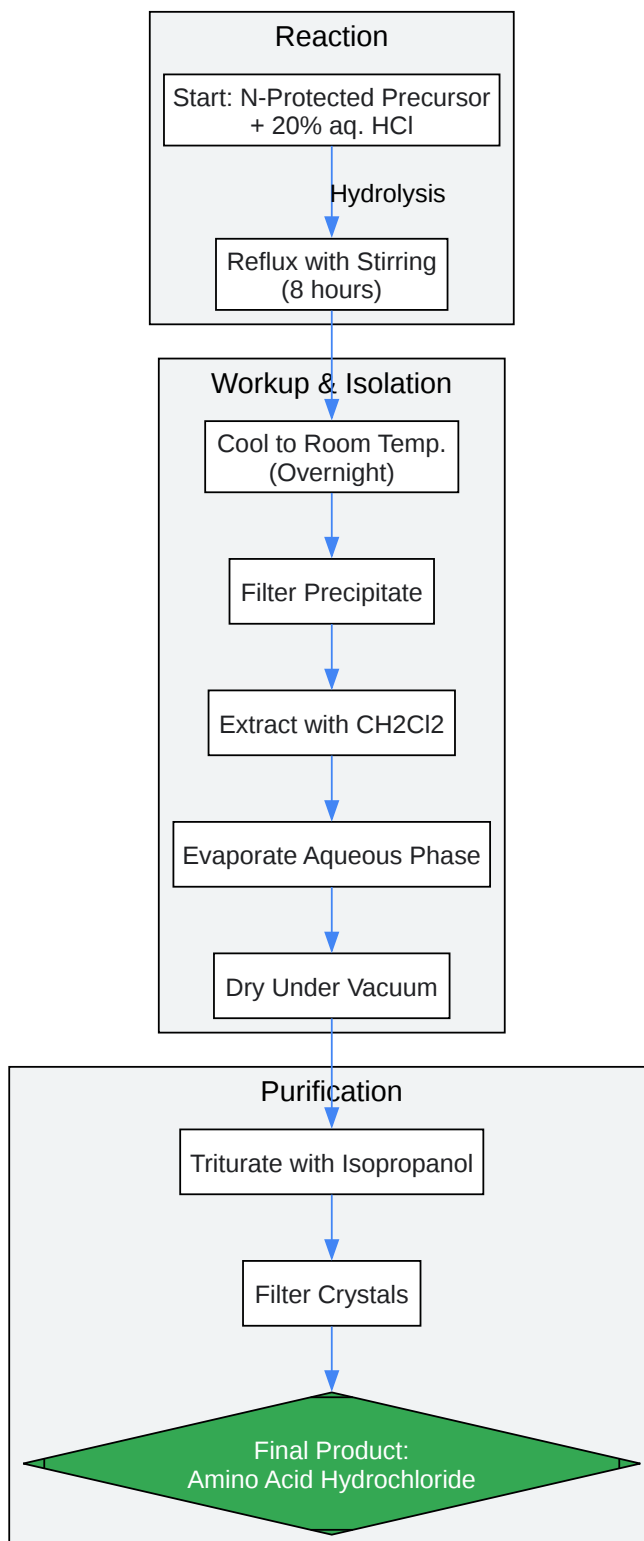 Reaction
Start: N-Protected Precursor
+ 20% aq. HCl
Hydrolysis
Reflux with Stirring
(8 hours)
Workup & Isolation
Cool to Room Temp.
(Overnight)
Filter Precipitate
Extract with CH2Cl2
Evaporate Aqueous Phase
Dry Under Vacuum
Purification
Triturate with Isopropanol
Filter Crystals
Final Product:
Amino Acid Hydrochloride